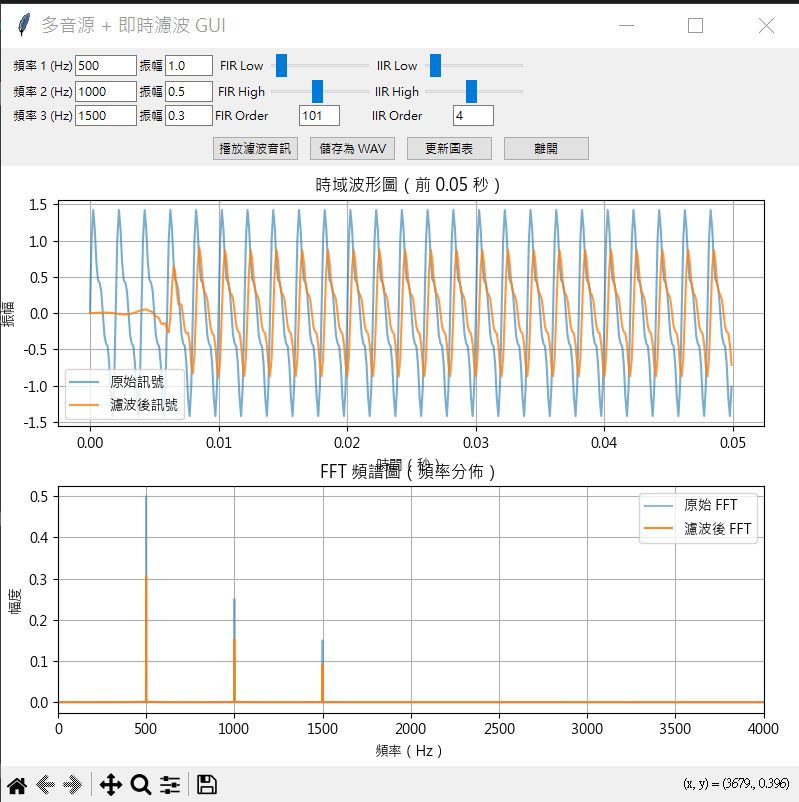 多音源 + 即時濾波 GUI
頻率 1 (Hz) 500 振幅 1.0 FIR Low IIR Low
頻率 2 (Hz) 1000 振幅 0.5 FIR High IIR High
頻率 3 (Hz) 1500 振幅 0.3 FIR Order 101 IIR Order 4
播放濾波音訊 儲存為 WAV 更新圖表 離開
時域波形圖（前 0.05 秒）
1.5
1.0
0.5
0.0
-0.5
-1.0
-1.5
振幅
原始訊號
濾波後訊號
0.00 0.01 0.02 0.03 0.04 0.05
時間（秒）
FFT 頻譜圖（頻率分佈）
0.5
0.4
0.3
0.2
0.1
0.0
幅度
原始 FFT
濾波後 FFT
0 500 1000 1500 2000 2500 3000 3500 4000
頻率（Hz）
(x, y) = (3679., 0.396)